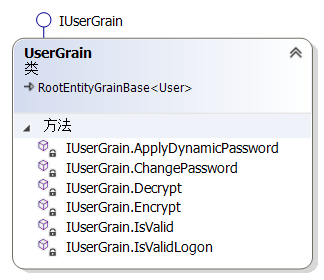 IUserGrain
UserGrain
类
RootEntityGrainBase<User>
方法
IUserGrain.ApplyDynamicPassword
IUserGrain.ChangePassword
IUserGrain.Decrypt
IUserGrain.Encrypt
IUserGrain.IsValid
IUserGrain.IsValidLogon